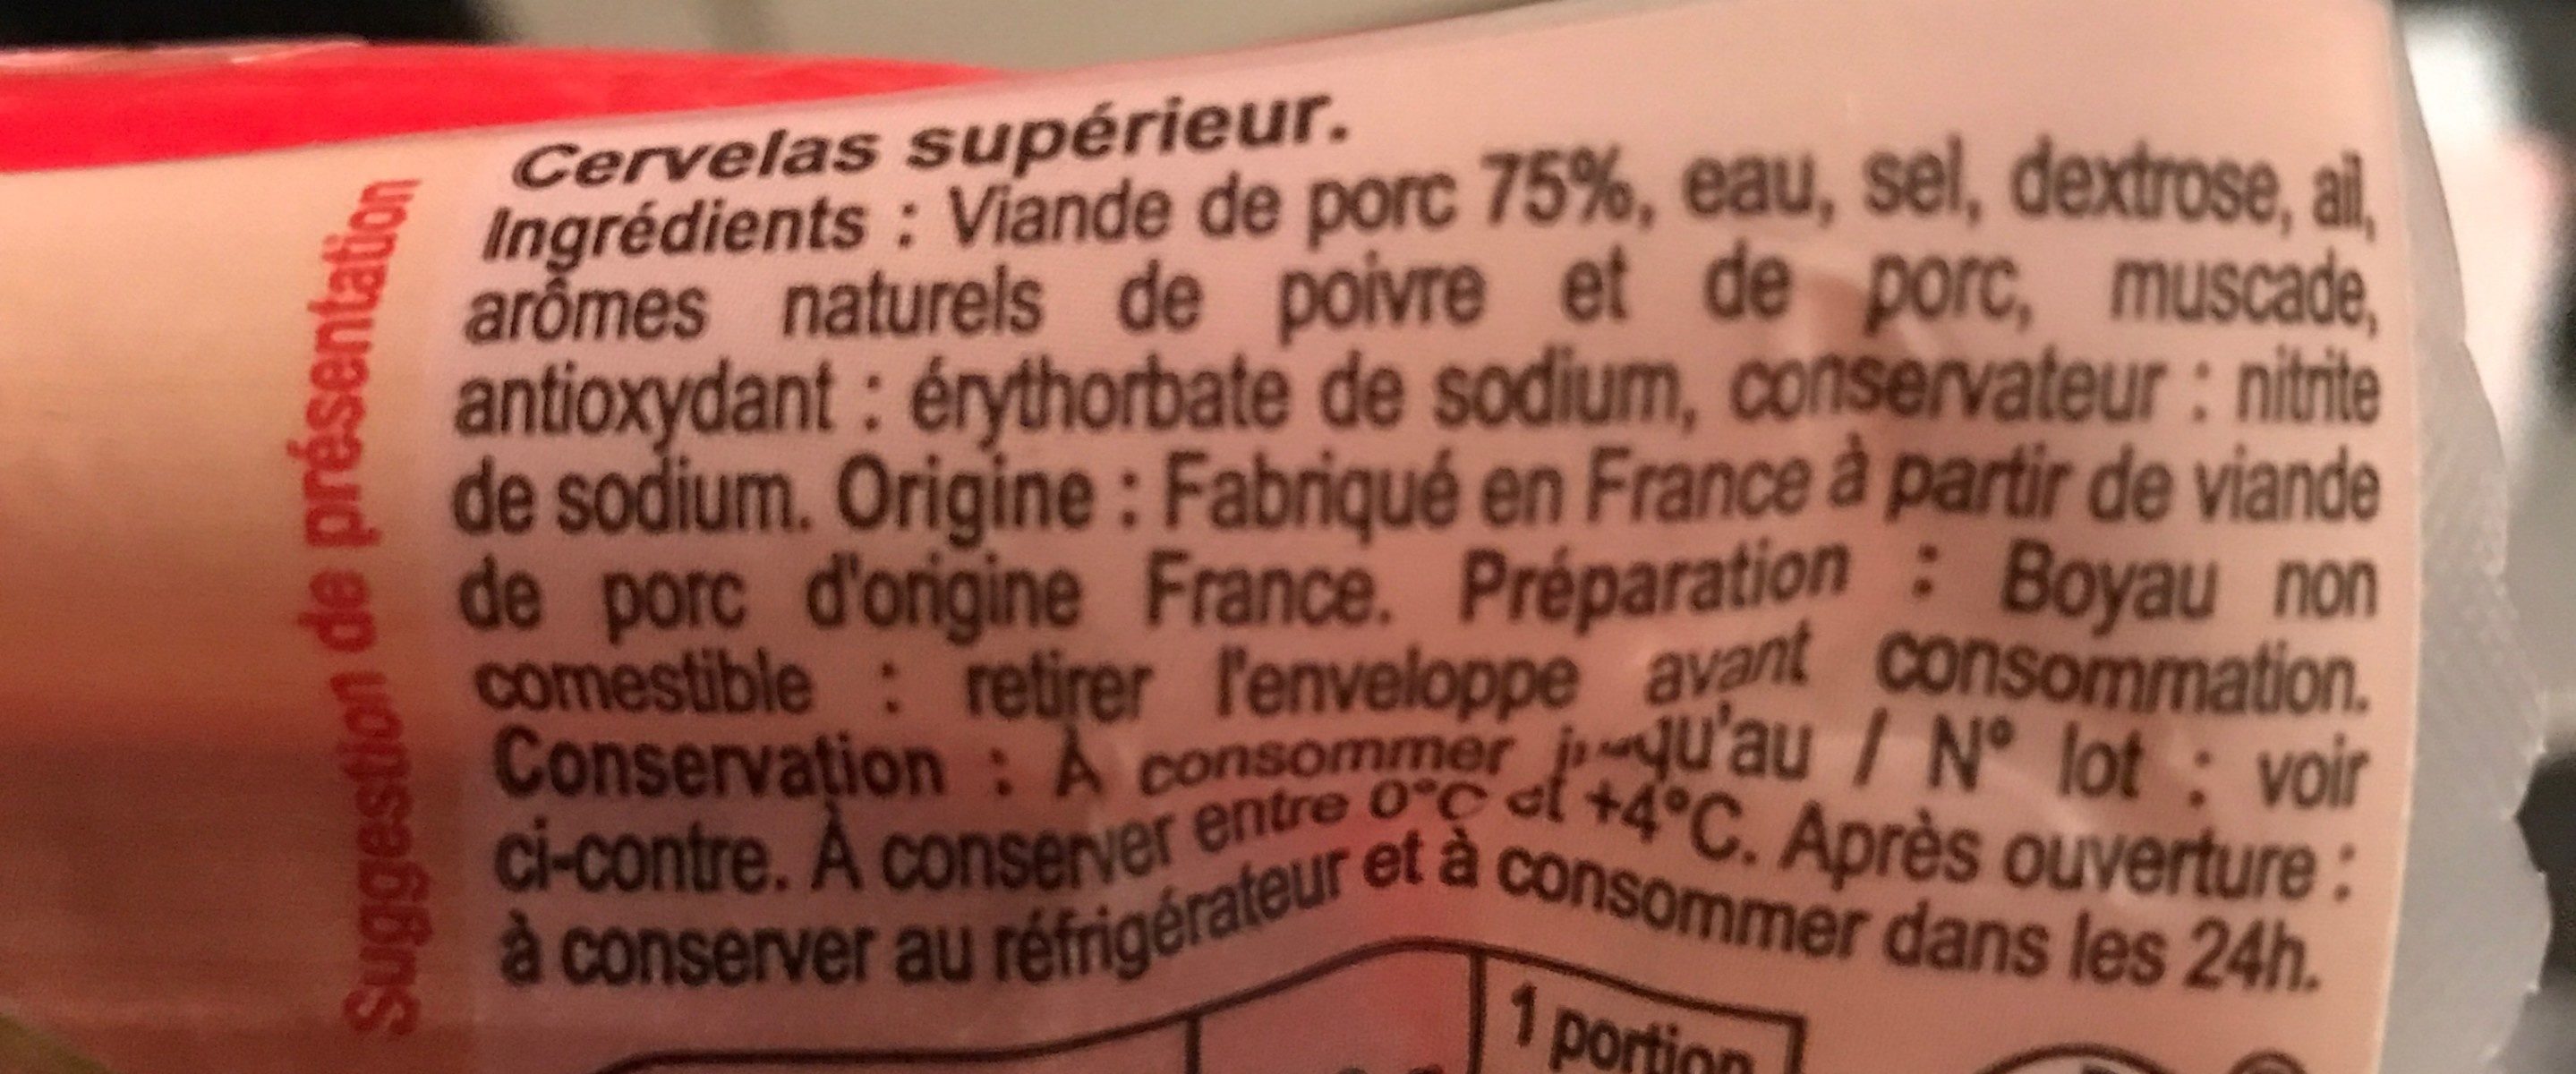 Cervelas supérieur.
Ingrédients : Viande de porc 75%, eau, sel, dextrose, ail,
arômes naturels de poivre et de porc, muscade,
antioxydant : érythorbate de sodium, conservateur : nitrite
de sodium. Origine : Fabriqué en France à partir de viande
de porc d'origine France. Préparation : Boyau non
comestible : retirer l'enveloppe avant consommation.
Conservation : À consommer jusqu'au / N° lot : voir
ci-contre. À conserver entre 0°C et +4°C. Après ouverture :
à conserver au réfrigérateur et à consommer dans les 24h.
1 portion
Suggestion de présentation